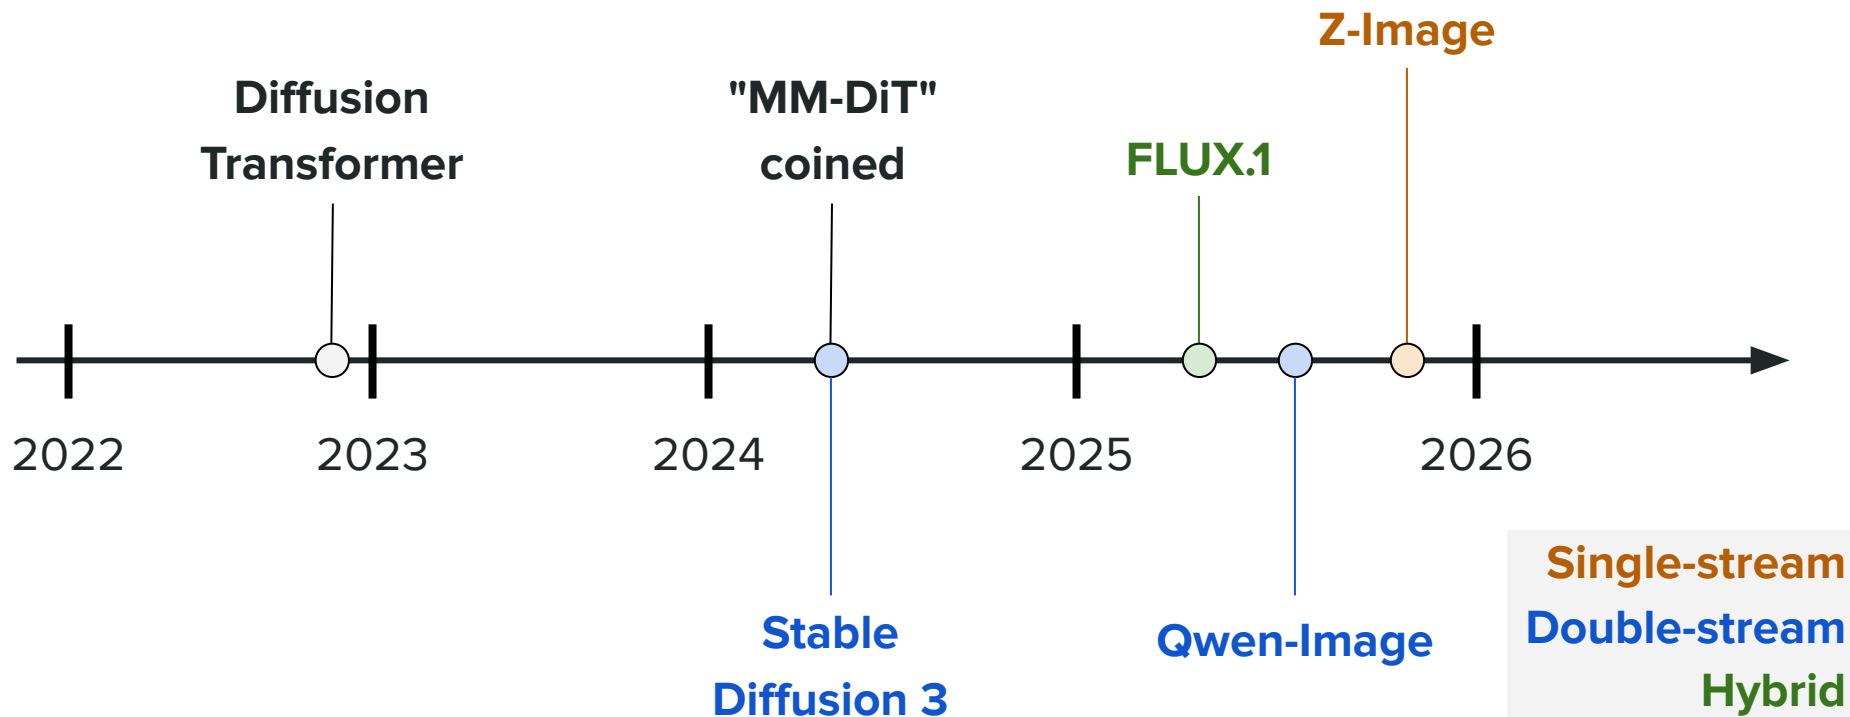 Z-Image
Diffusion
Transformer
"MM-DiT"
coined
FLUX.1
2022
2023
2024
2025
2026
Stable
Diffusion 3
Qwen-Image
Single-stream
Double-stream
Hybrid